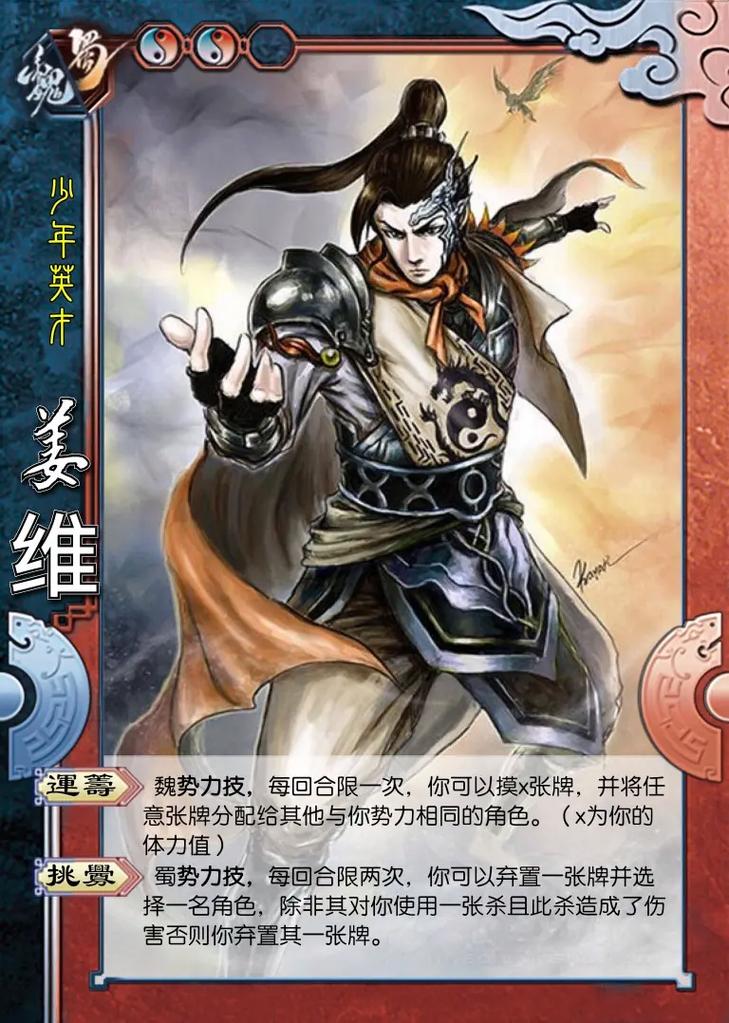 魏
蜀
少年英才
姜维
運籌
魏势力技，每回合限一次，你可以摸x张牌，并将任
意张牌分配给其他与你势力相同的角色。（x为你的
体力值）
挑釁
蜀势力技，每回合限两次，你可以弃置一张牌并选
择一名角色，除非其对你使用一张杀且此杀造成了伤
害否则你弃置其一张牌。